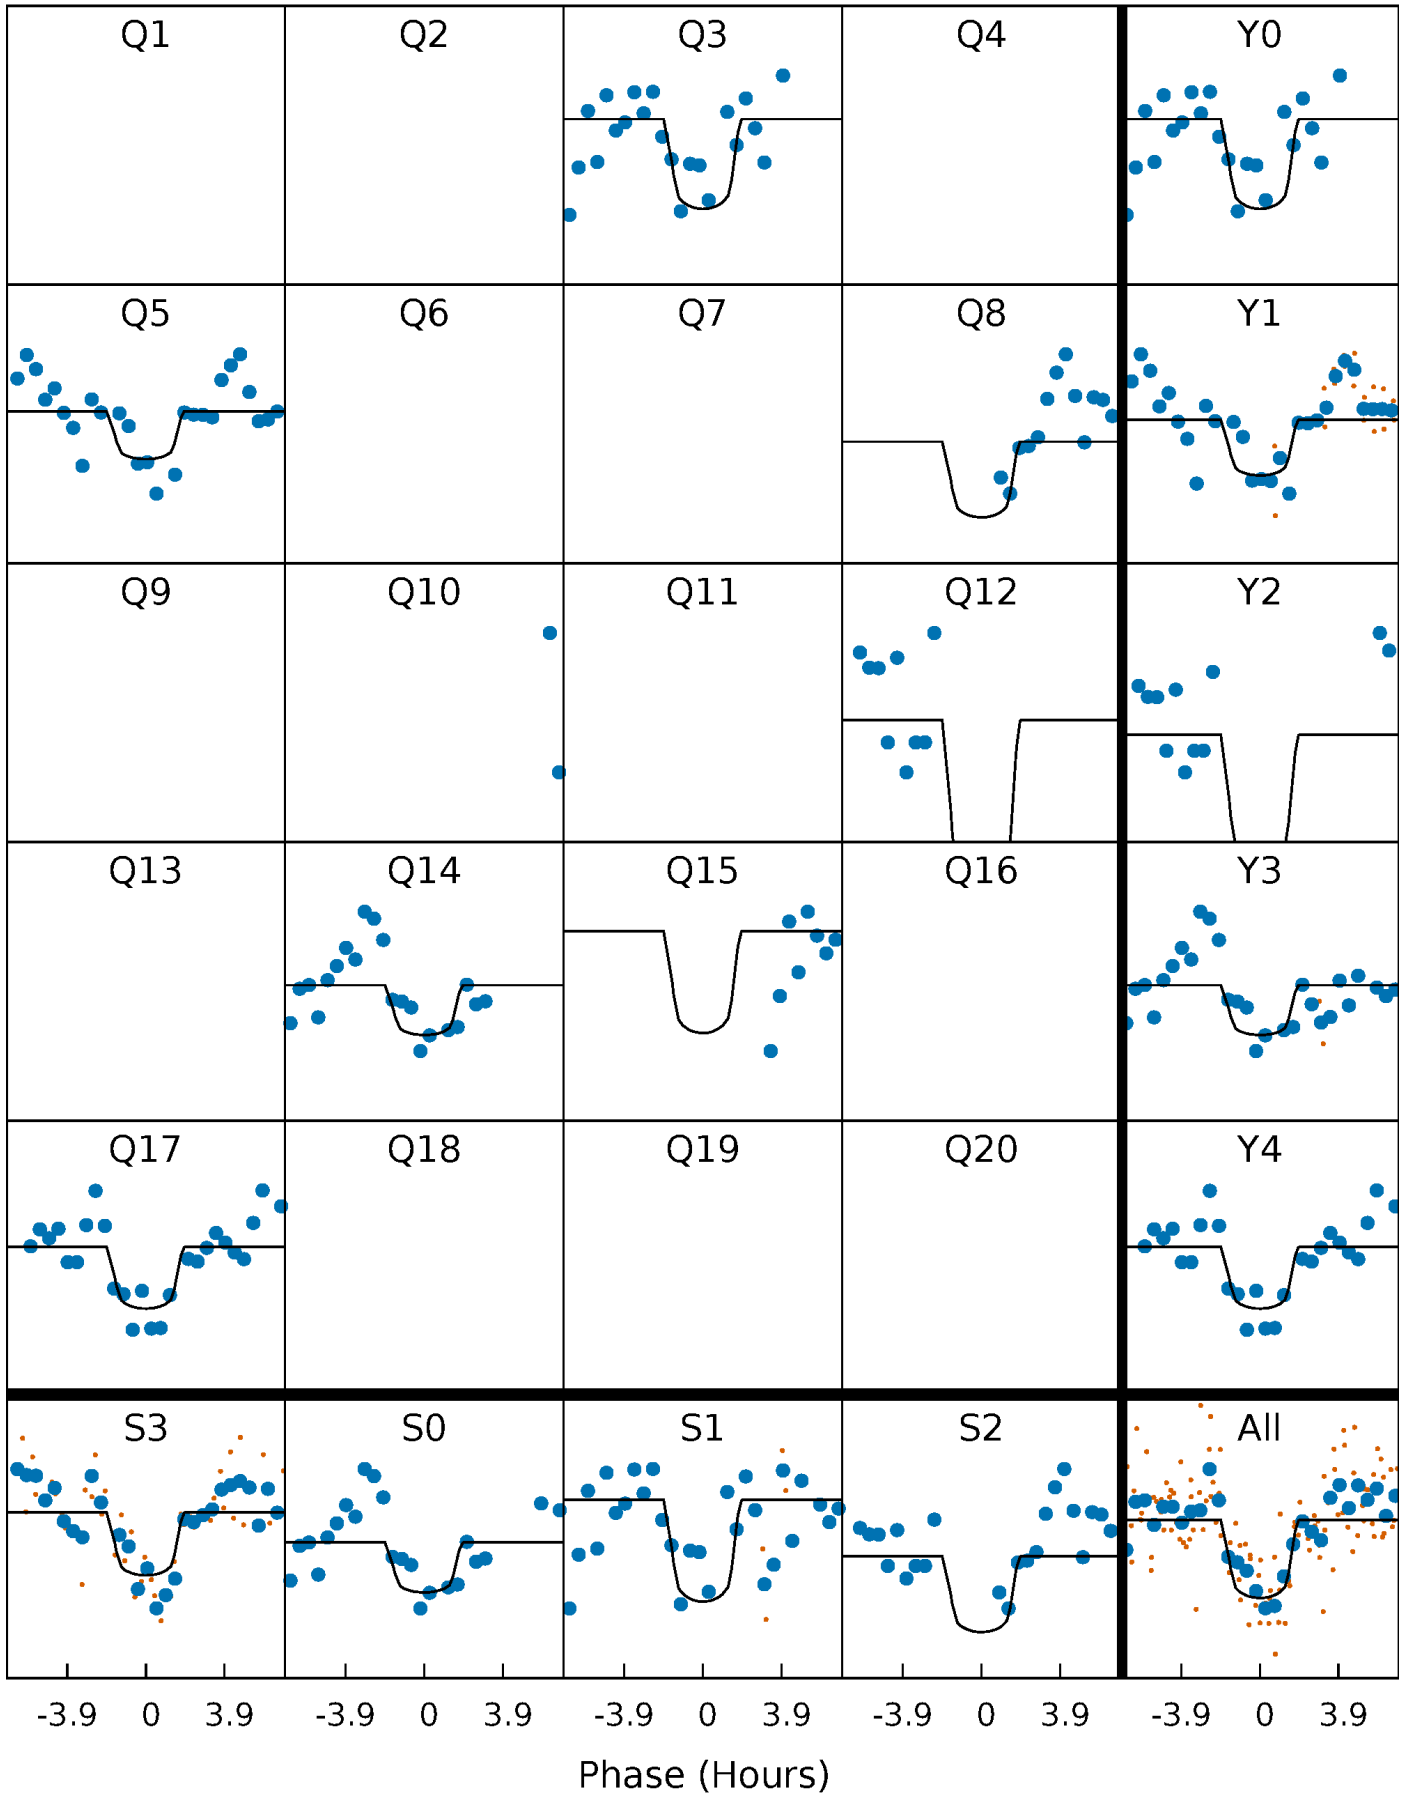 Q1 Q2 Q3 Q4 Y0
Q5 Q6 Q7 Q8 Y1
Q9 Q10 Q11 Q12 Y2
Q13 Q14 Q15 Q16 Y3
Q17 Q18 Q19 Q20 Y4
S3 S0 S1 S2 All
-3.9 0 3.9 -3.9 0 3.9 -3.9 0 3.9 -3.9 0 3.9 -3.9 0 3.9
Phase (Hours)